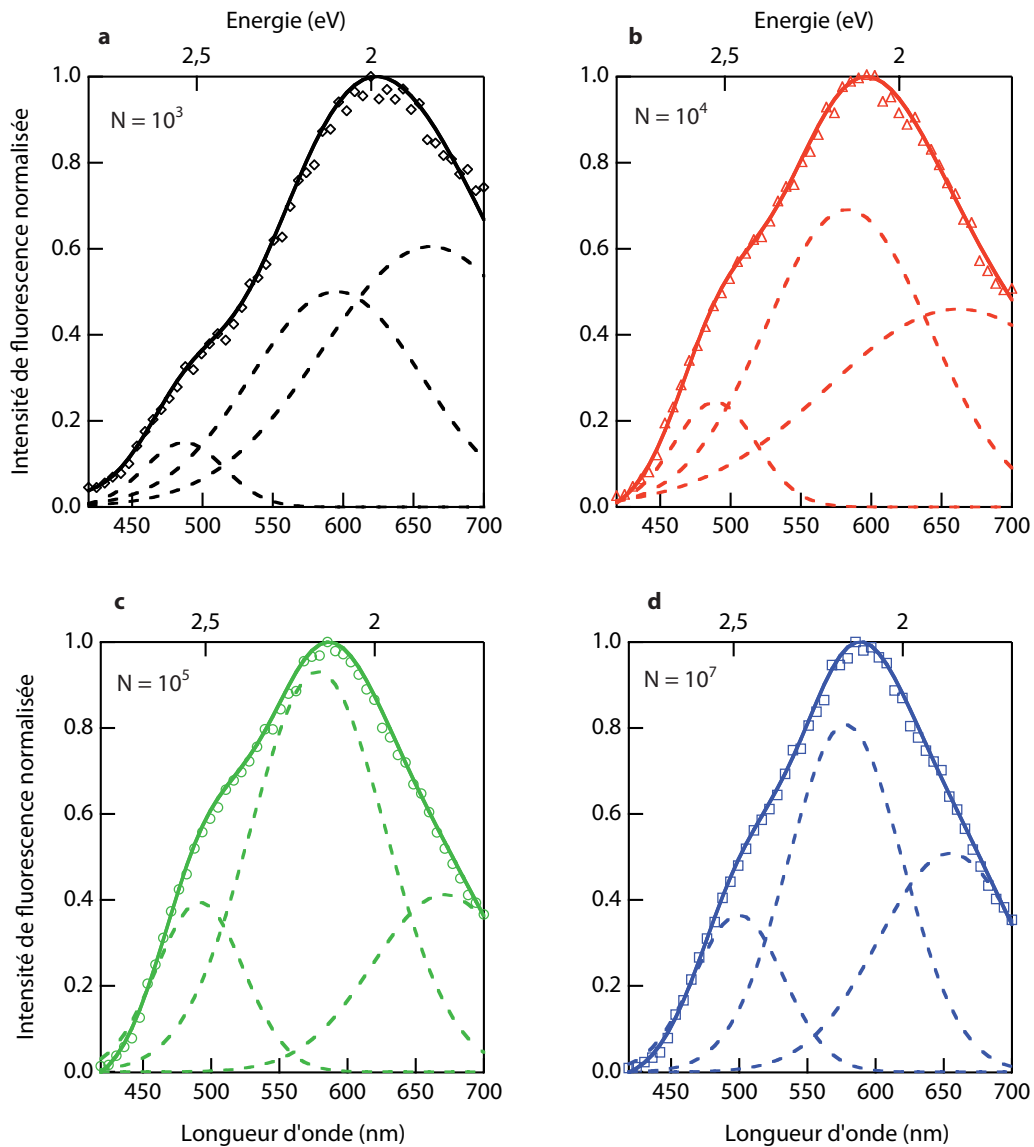 Energie (eV)
a
2,5 2
1.0
N = 10³
0.8
0.6
0.4
0.2
0.0
450 500 550 600 650 700
Intensité de fluorescence normalisée
Energie (eV)
b
2,5 2
1.0
N = 10⁴
0.8
0.6
0.4
0.2
0.0
450 500 550 600 650 700
c
2,5 2
1.0
N = 10⁵
0.8
0.6
0.4
0.2
0.0
450 500 550 600 650 700
Intensité de fluorescence normalisée
Longueur d'onde (nm)
d
2,5 2
1.0
N = 10⁷
0.8
0.6
0.4
0.2
0.0
450 500 550 600 650 700
Longueur d'onde (nm)